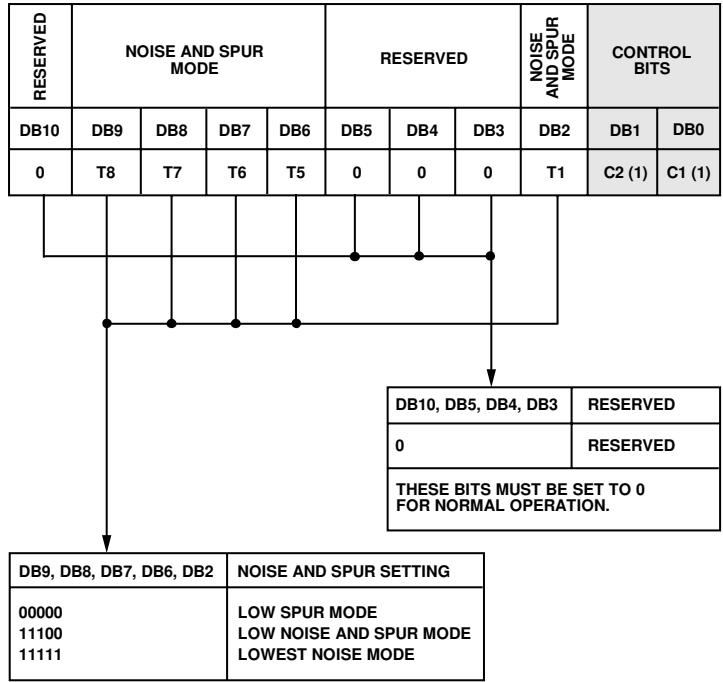 RESERVED
NOISE AND SPUR
MODE
RESERVED
NOISE
AND SPUR
MODE
CONTROL
BITS
DB10 DB9 DB8 DB7 DB6 DB5 DB4 DB3 DB2 DB1 DB0
0 T8 T7 T6 T5 0 0 0 T1 C2 (1) C1 (1)
DB10, DB5, DB4, DB3 RESERVED
0 RESERVED
THESE BITS MUST BE SET TO 0
FOR NORMAL OPERATION.
DB9, DB8, DB7, DB6, DB2 NOISE AND SPUR SETTING
00000 LOW SPUR MODE
11100 LOW NOISE AND SPUR MODE
11111 LOWEST NOISE MODE